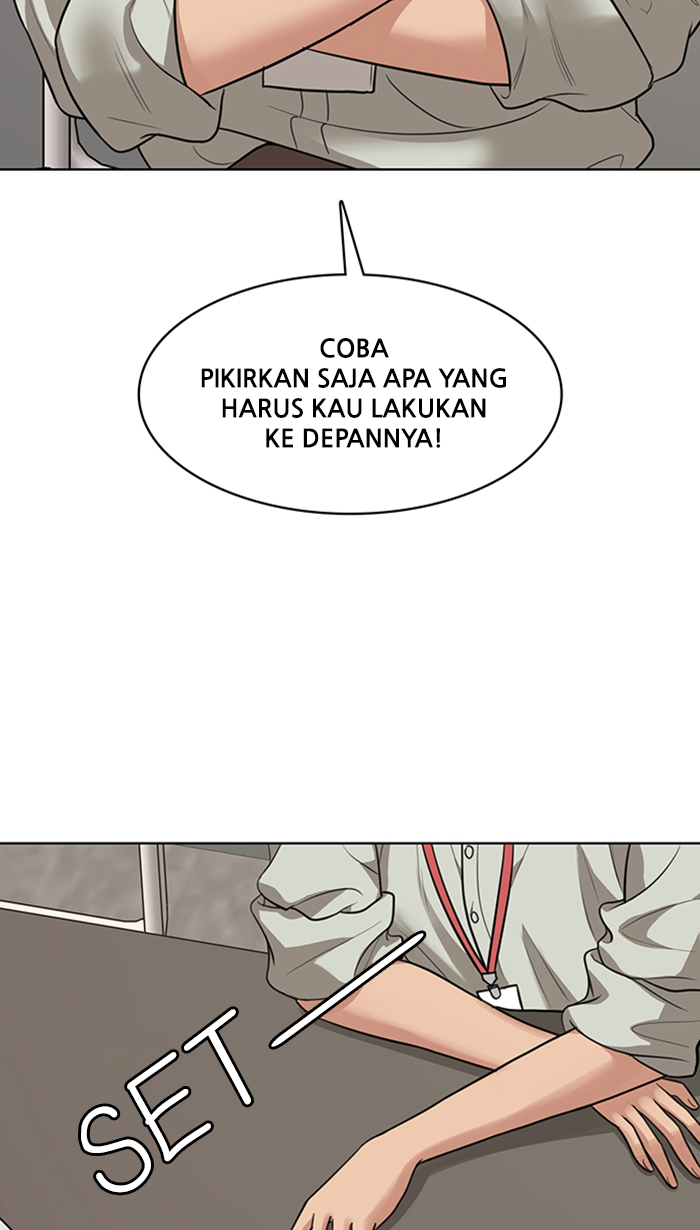 COBA
PIKIRKAN SAJA APA YANG
HARUS KAU LAKUKAN
KE DEPANNYA!
SET—